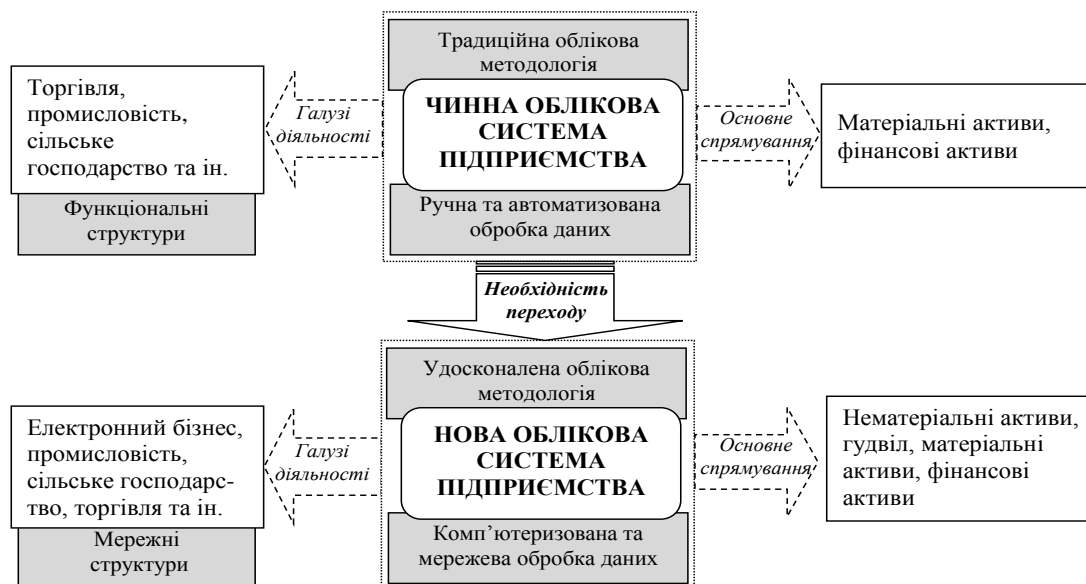 Традиційна облікова
методологія
Торгівля,
промисловість,
сільське
господарство та ін.
Функціональні
структури
Галузі
діяльності
ЧИННА ОБЛІКОВА
СИСТЕМА
ПІДПРИЄМСТВА
Основне
спрямування
Матеріальні активи,
фінансові активи
Ручна та автоматизована
обробка даних
Необхідність
переходу
Удосконалена облікова
методологія
Електронний бізнес,
промисловість,
сільське господарс-
тво, торгівля та ін.
Мережні
структури
Галузі
діяльності
НОВА ОБЛІКОВА
СИСТЕМА
ПІДПРИЄМСТВА
Основне
спрямування
Нематеріальні активи,
гудвіл, матеріальні
активи, фінансові
активи
Комп’ютеризована та
мережева обробка даних